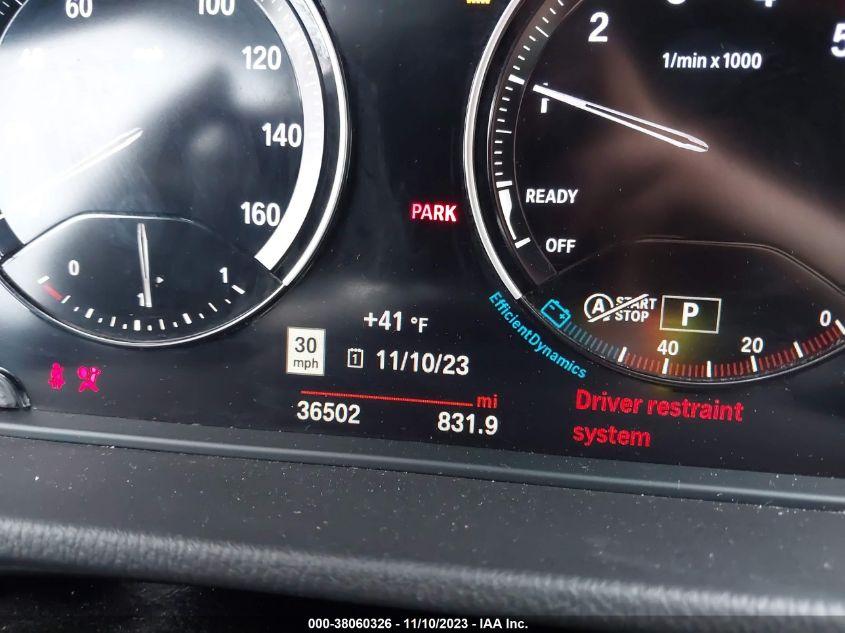 60
100
120
140
160
0
1
PARK
2
5
1/min x 1000
1
READY
OFF
A START
STOP
P
40
20
0
EfficientDynamics
+41 °F
30
mph
1
11/10/23
mi
36502
831.9
Driver restraint
system
000-38060326 - 11/10/2023 - IAA Inc.